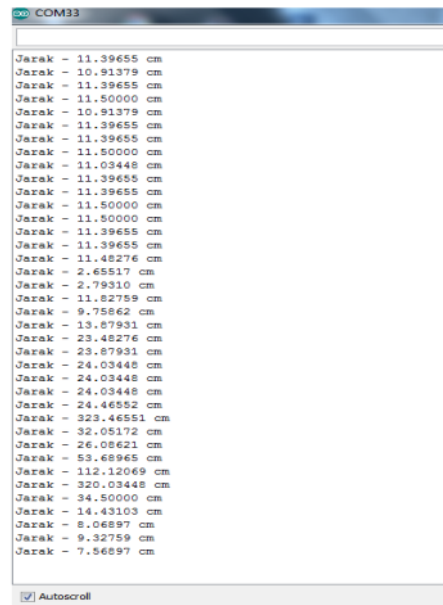 COM33
Jarak - 11.39655 cm
Jarak - 10.91379 cm
Jarak - 11.39655 cm
Jarak - 11.50000 cm
Jarak - 10.91379 cm
Jarak - 11.39655 cm
Jarak - 11.39655 cm
Jarak - 11.50000 cm
Jarak - 11.03448 cm
Jarak - 11.39655 cm
Jarak - 11.39655 cm
Jarak - 11.50000 cm
Jarak - 11.50000 cm
Jarak - 11.39655 cm
Jarak - 11.39655 cm
Jarak - 11.48276 cm
Jarak - 2.65517 cm
Jarak - 2.79310 cm
Jarak - 11.82759 cm
Jarak - 9.75862 cm
Jarak - 13.87931 cm
Jarak - 23.48276 cm
Jarak - 23.87931 cm
Jarak - 24.03448 cm
Jarak - 24.03448 cm
Jarak - 24.03448 cm
Jarak - 24.46552 cm
Jarak - 323.46551 cm
Jarak - 32.05172 cm
Jarak - 26.08621 cm
Jarak - 53.68965 cm
Jarak - 112.12069 cm
Jarak - 320.03448 cm
Jarak - 34.50000 cm
Jarak - 14.43103 cm
Jarak - 8.06897 cm
Jarak - 9.32759 cm
Jarak - 7.56897 cm
Autoscroll